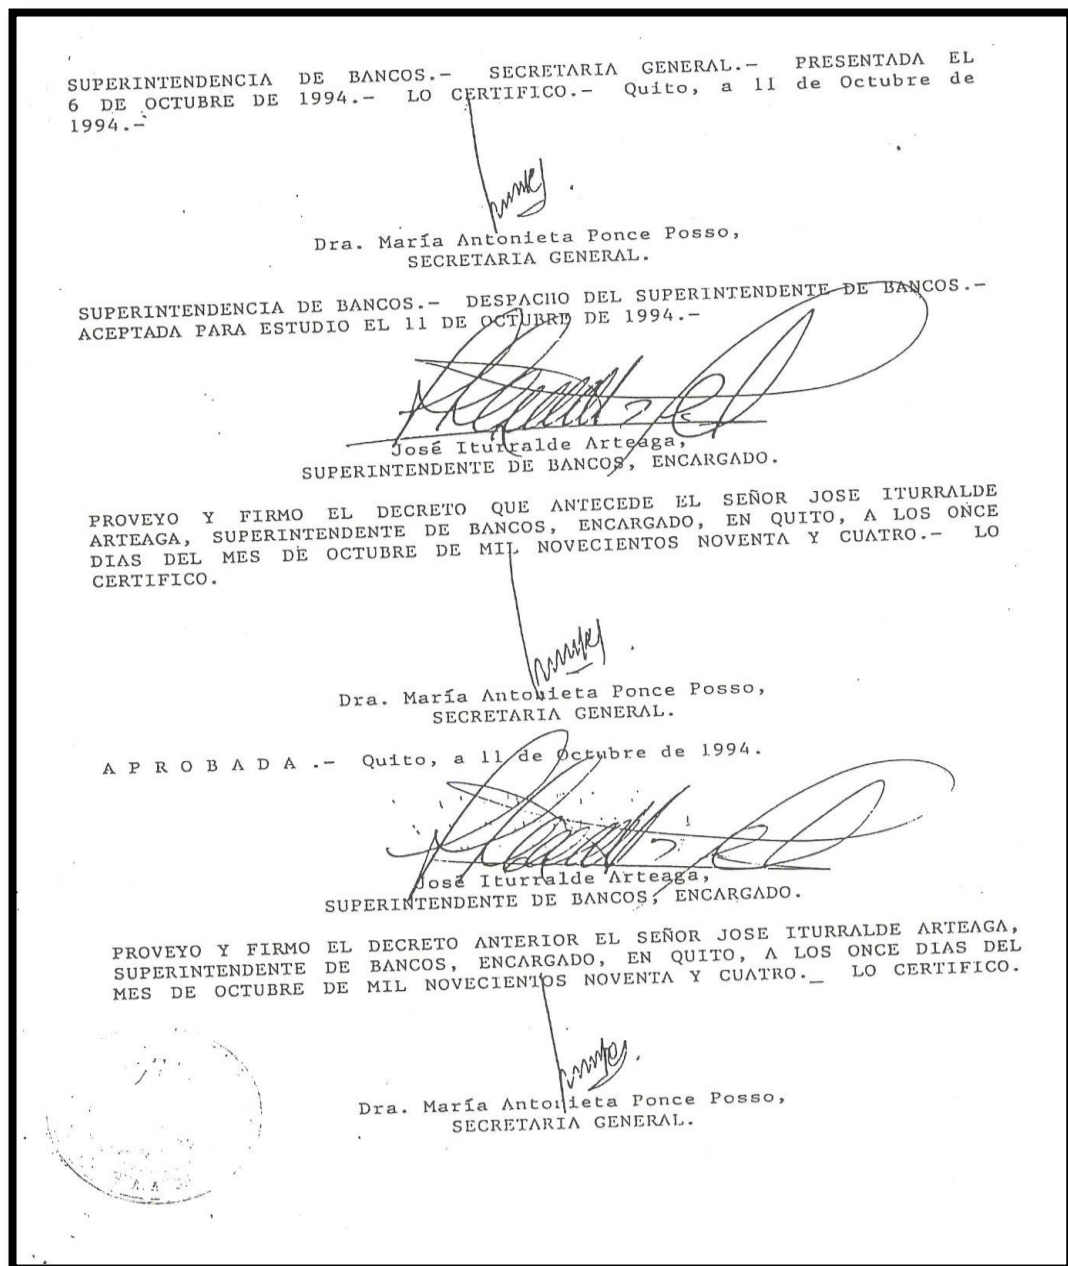 SUPERINTENDENCIA DE BANCOS.- SECRETARIA GENERAL.- PRESENTADA EL
6 DE OCTUBRE DE 1994.- LO CERTIFICO.- Quito, a 11 de Octubre de
1994.-
Dra. María Antonieta Ponce Posso,
SECRETARIA GENERAL.
SUPERINTENDENCIA DE BANCOS.- DESPACHO DEL SUPERINTENDENTE DE BANCOS.-
ACEPTADA PARA ESTUDIO EL 11 DE OCTUBRE DE 1994.-
José Iturralde Arteaga,
SUPERINTENDENTE DE BANCOS, ENCARGADO.
PROVEYO Y FIRMO EL DECRETO QUE ANTECEDE EL SEÑOR JOSE ITURRALDE
ARTEAGA, SUPERINTENDENTE DE BANCOS, ENCARGADO, EN QUITO, A LOS ONCE
DIAS DEL MES DE OCTUBRE DE MIL NOVECIENTOS NOVENTA Y CUATRO.- LO
CERTIFICO.
Dra. María Antonieta Ponce Posso,
SECRETARIA GENERAL.
A P R O B A D A .- Quito, a 11 de Octubre de 1994.
José Iturralde Arteaga,
SUPERINTENDENTE DE BANCOS, ENCARGADO.
PROVEYO Y FIRMO EL DECRETO ANTERIOR EL SEÑOR JOSE ITURRALDE ARTEAGA,
SUPERINTENDENTE DE BANCOS, ENCARGADO, EN QUITO, A LOS ONCE DIAS DEL
MES DE OCTUBRE DE MIL NOVECIENTOS NOVENTA Y CUATRO._ LO CERTIFICO.
Dra. María Antonieta Ponce Posso,
SECRETARIA GENERAL.